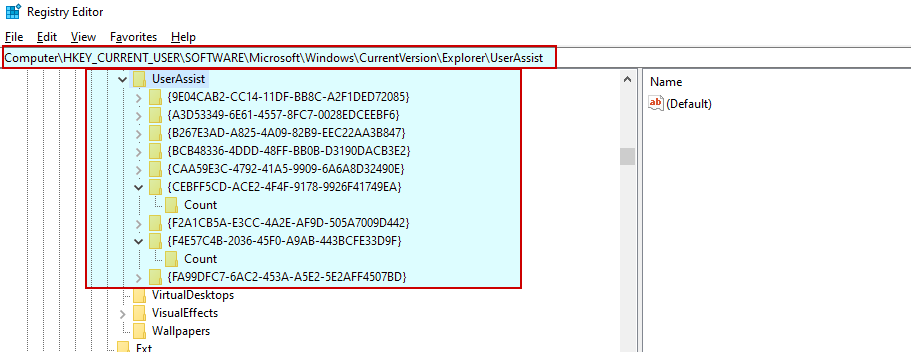 Registry Editor
File Edit View Favorites Help
Computer\HKEY_CURRENT_USER\SOFTWARE\Microsoft\Windows\CurrentVersion\Explorer\UserAssist
UserAssist
{9E04CAB2-CC14-11DF-BB8C-A2F1DED72085}
{A3D53349-6E61-4557-8FC7-0028EDCEEBF6}
{B267E3AD-A825-4A09-82B9-EEC22AA3B847}
{BCB48336-4DDD-48FF-BB0B-D3190DACB3E2}
{CAA59E3C-4792-41A5-9909-6A6A8D32490E}
{CEBFF5CD-ACE2-4F4F-9178-9926F41749EA}
Count
{F2A1CB5A-E3CC-4A2E-AF9D-505A7009D442}
{F4E57C4B-2036-45F0-A9AB-443BCFE33D9F}
Count
{FA99DFC7-6AC2-453A-A5E2-5E2AFF4507BD}
VirtualDesktops
VisualEffects
Wallpapers
Ext
Name
ab (Default)